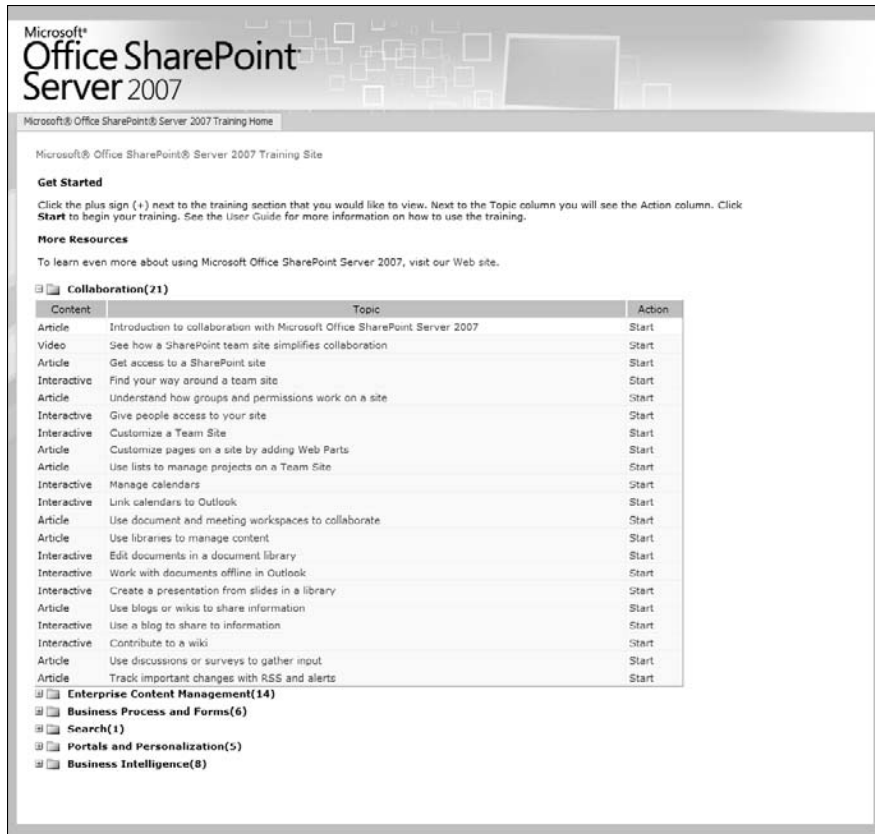 Microsoft®
Office SharePoint®
Server 2007
Microsoft® Office SharePoint® Server 2007 Training Home
Microsoft® Office SharePoint® Server 2007 Training Site
Get Started
Click the plus sign (+) next to the training section that you would like to view. Next to the Topic column you will see the Action column. Click
Start to begin your training. See the User Guide for more information on how to use the training.
More Resources
To learn even more about using Microsoft Office SharePoint Server 2007, visit our Web site.
Collaboration(21)
Content Topic Action
Article Introduction to collaboration with Microsoft Office SharePoint Server 2007 Start
Video See how a SharePoint team site simplifies collaboration Start
Article Get access to a SharePoint site Start
Interactive Find your way around a team site Start
Article Understand how groups and permissions work on a site Start
Interactive Give people access to your site Start
Interactive Customize a Team Site Start
Article Customize pages on a site by adding Web Parts Start
Article Use lists to manage projects on a Team Site Start
Interactive Manage calendars Start
Interactive Link calendars to Outlook Start
Article Use document and meeting workspaces to collaborate Start
Article Use libraries to manage content Start
Interactive Edit documents in a document library Start
Interactive Work with documents offline in Outlook Start
Interactive Create a presentation from slides in a library Start
Article Use blogs or wikis to share information Start
Interactive Use a blog to share to information Start
Interactive Contribute to a wiki Start
Article Use discussions or surveys to gather input Start
Article Track important changes with RSS and alerts Start
Enterprise Content Management(14)
Business Process and Forms(6)
Search(1)
Portals and Personalization(5)
Business Intelligence(8)